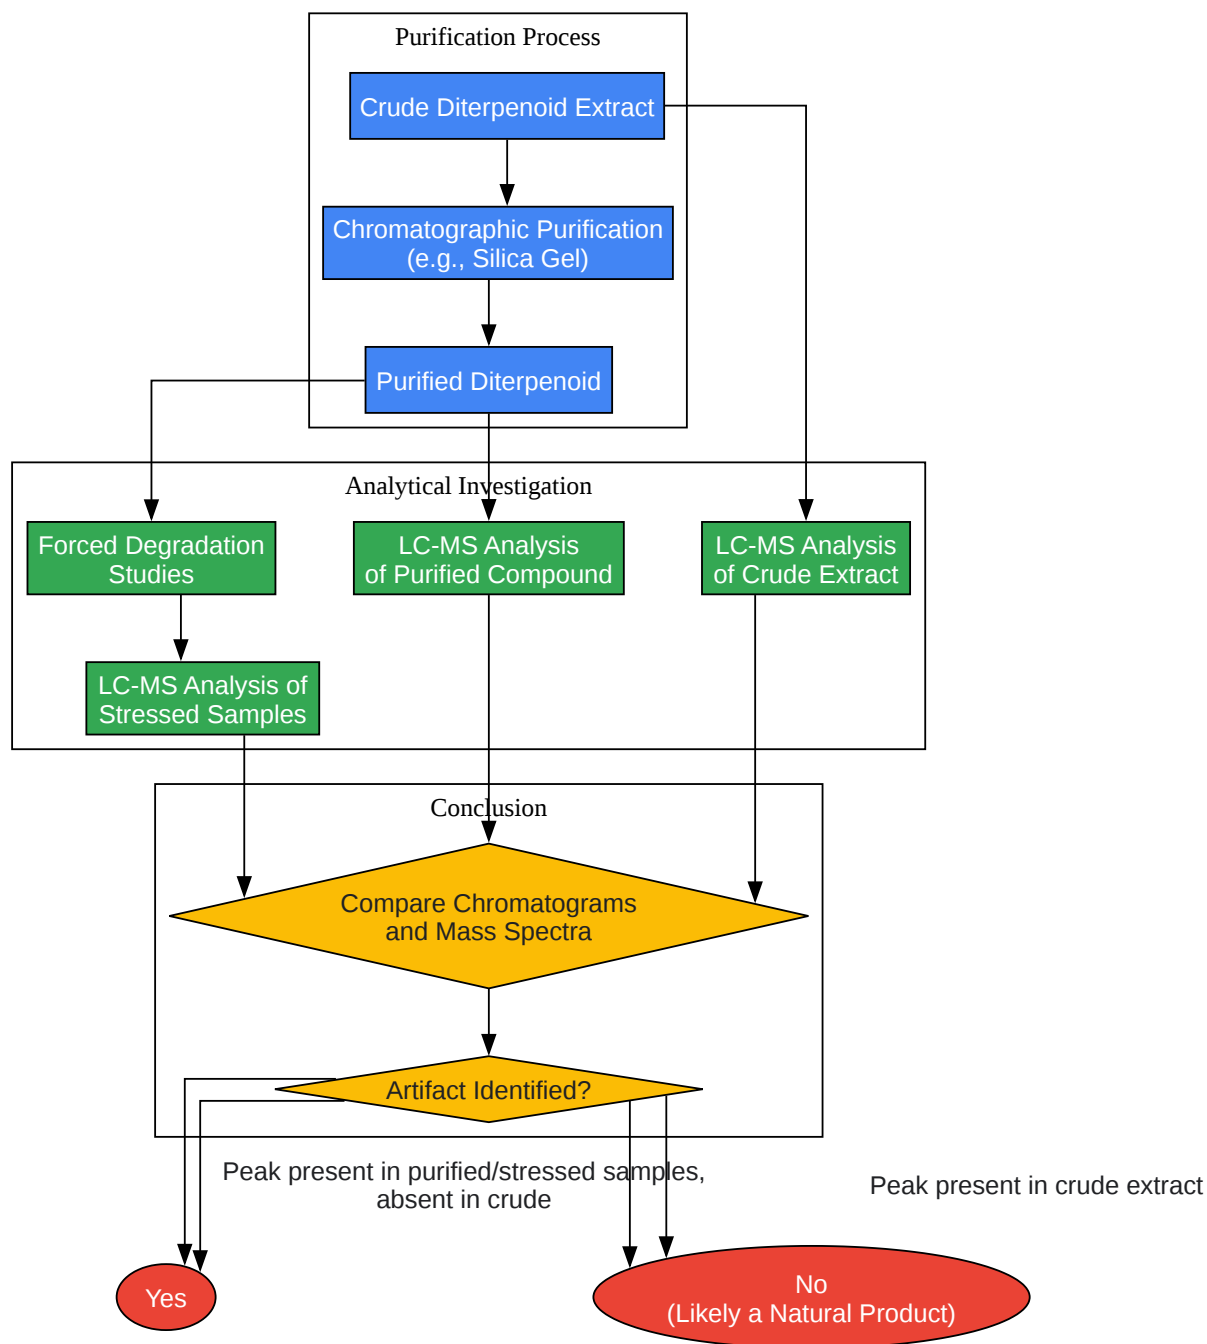 Purification Process
Crude Diterpenoid Extract
Chromatographic Purification
(e.g., Silica Gel)
Purified Diterpenoid
Analytical Investigation
Forced Degradation
Studies
LC-MS Analysis
of Purified Compound
LC-MS Analysis
of Crude Extract
LC-MS Analysis of
Stressed Samples
Conclusion
Compare Chromatograms
and Mass Spectra
Artifact Identified?
Peak present in purified/stressed samples,
absent in crude
Peak present in crude extract
Yes
No
(Likely a Natural Product)